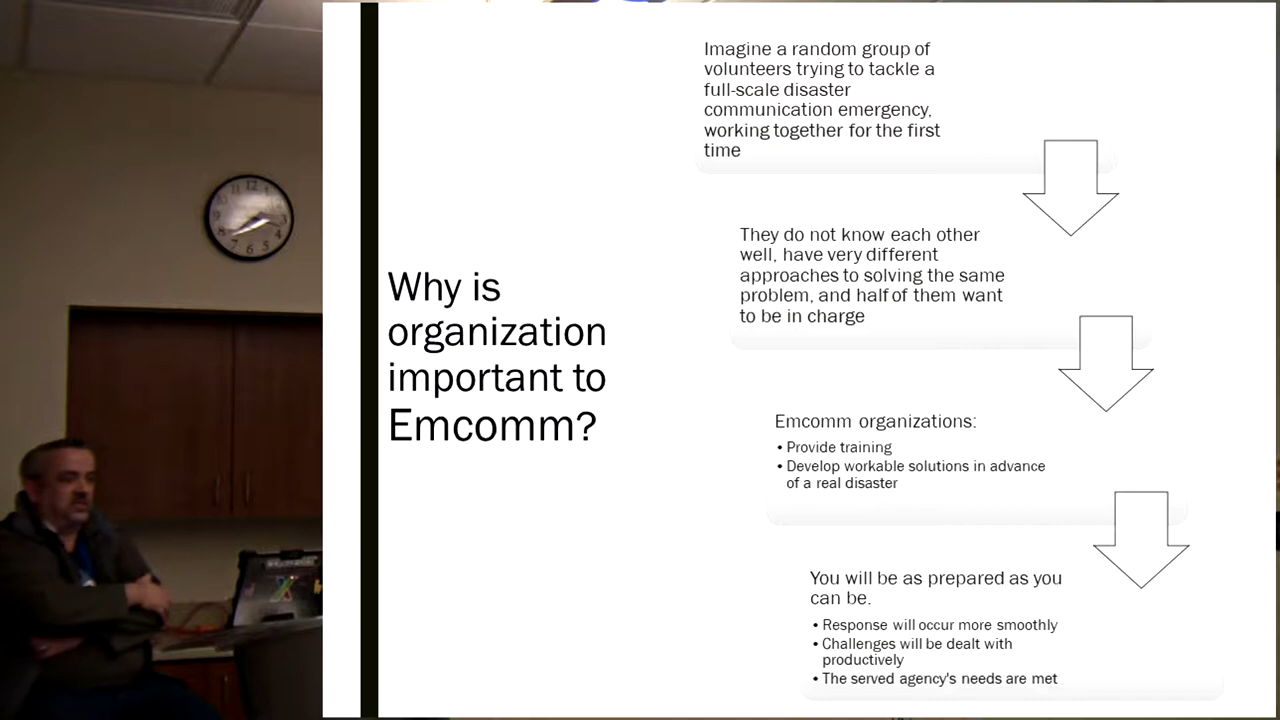 Why is
organization
important to
Emcomm?
Imagine a random group of
volunteers trying to tackle a
full-scale disaster
communication emergency,
working together for the first
time
They do not know each other
well, have very different
approaches to solving the same
problem, and half of them want
to be in charge
Emcomm organizations:
• Provide training
• Develop workable solutions in advance
of a real disaster
You will be as prepared as you
can be.
• Response will occur more smoothly
• Challenges will be dealt with
productively
• The served agency's needs are met